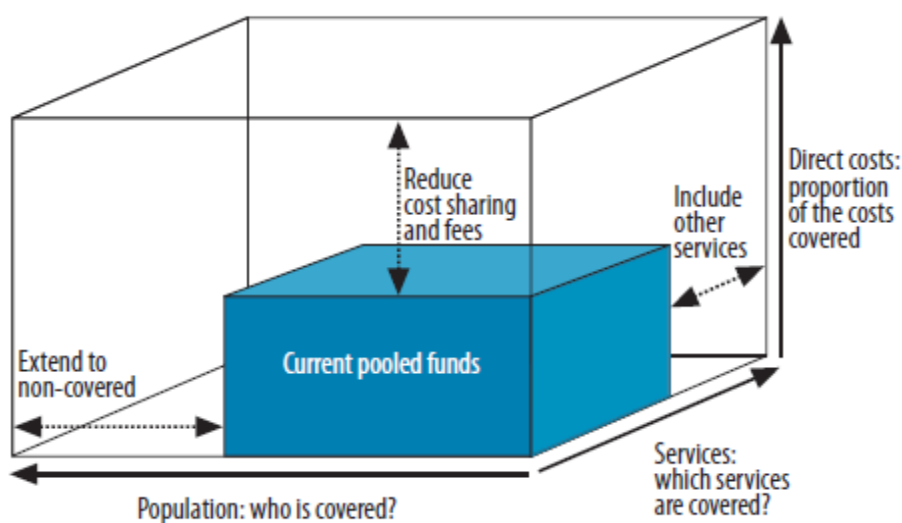 Reduce
cost sharing
and fees
Include
other
services
Direct costs:
proportion
of the costs
covered
Extend to
non-covered
Current pooled funds
Services:
which services
are covered?
Population: who is covered?